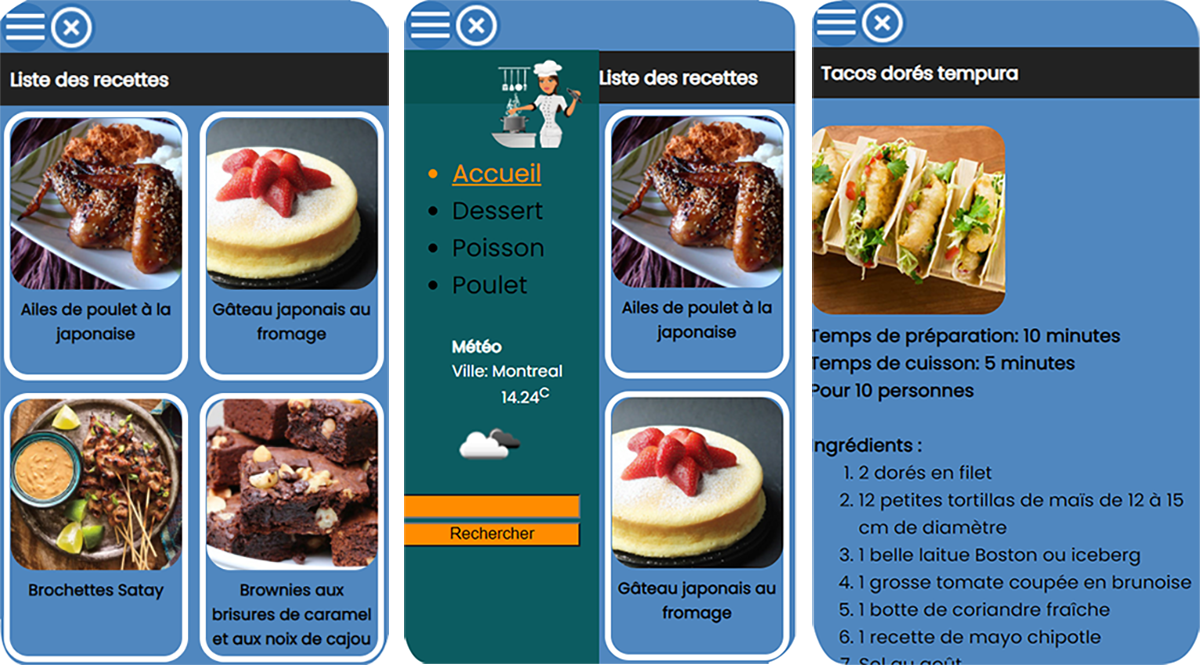 Liste des recettes
Ailes de poulet à la
japonaise
Gâteau japonais au
fromage
Brochettes Satay
Brownies aux
brisures de caramel
et aux noix de cajou
Liste des recettes
Accueil
Dessert
Poisson
Poulet
Météo
Ville: Montreal
14.24C
Rechercher
Ailes de poulet à la
japonaise
Gâteau japonais au
fromage
Tacos dorés tempura
Temps de préparation: 10 minutes
Temps de cuisson: 5 minutes
Pour 10 personnes
Ingrédients :
1. 2 dorés en filet
2. 12 petites tortillas de maïs de 12 à 15
cm de diamètre
3. 1 belle laitue Boston ou iceberg
4. 1 grosse tomate coupée en brunoise
5. 1 botte de coriandre fraîche
6. 1 recette de mayo chipotle
7. Sel au goût